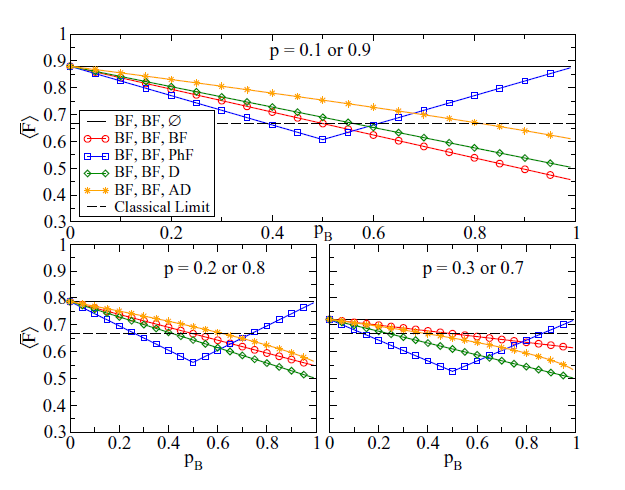 p = 0.1 or 0.9
1
0.9
0.8
0.7
0.6
0.5
0.4
0.3
⟨F̅⟩
BF, BF, ∅
BF, BF, BF
BF, BF, PhF
BF, BF, D
BF, BF, AD
Classical Limit
0 0.2 0.4 p_B 0.6 0.8 1
p = 0.2 or 0.8
1
0.9
0.8
0.7
0.6
0.5
0.4
0.3
⟨F̅⟩
0 0.2 0.4 0.6 0.8 1
p_B
p = 0.3 or 0.7
0 0.2 0.4 0.6 0.8 1
p_B